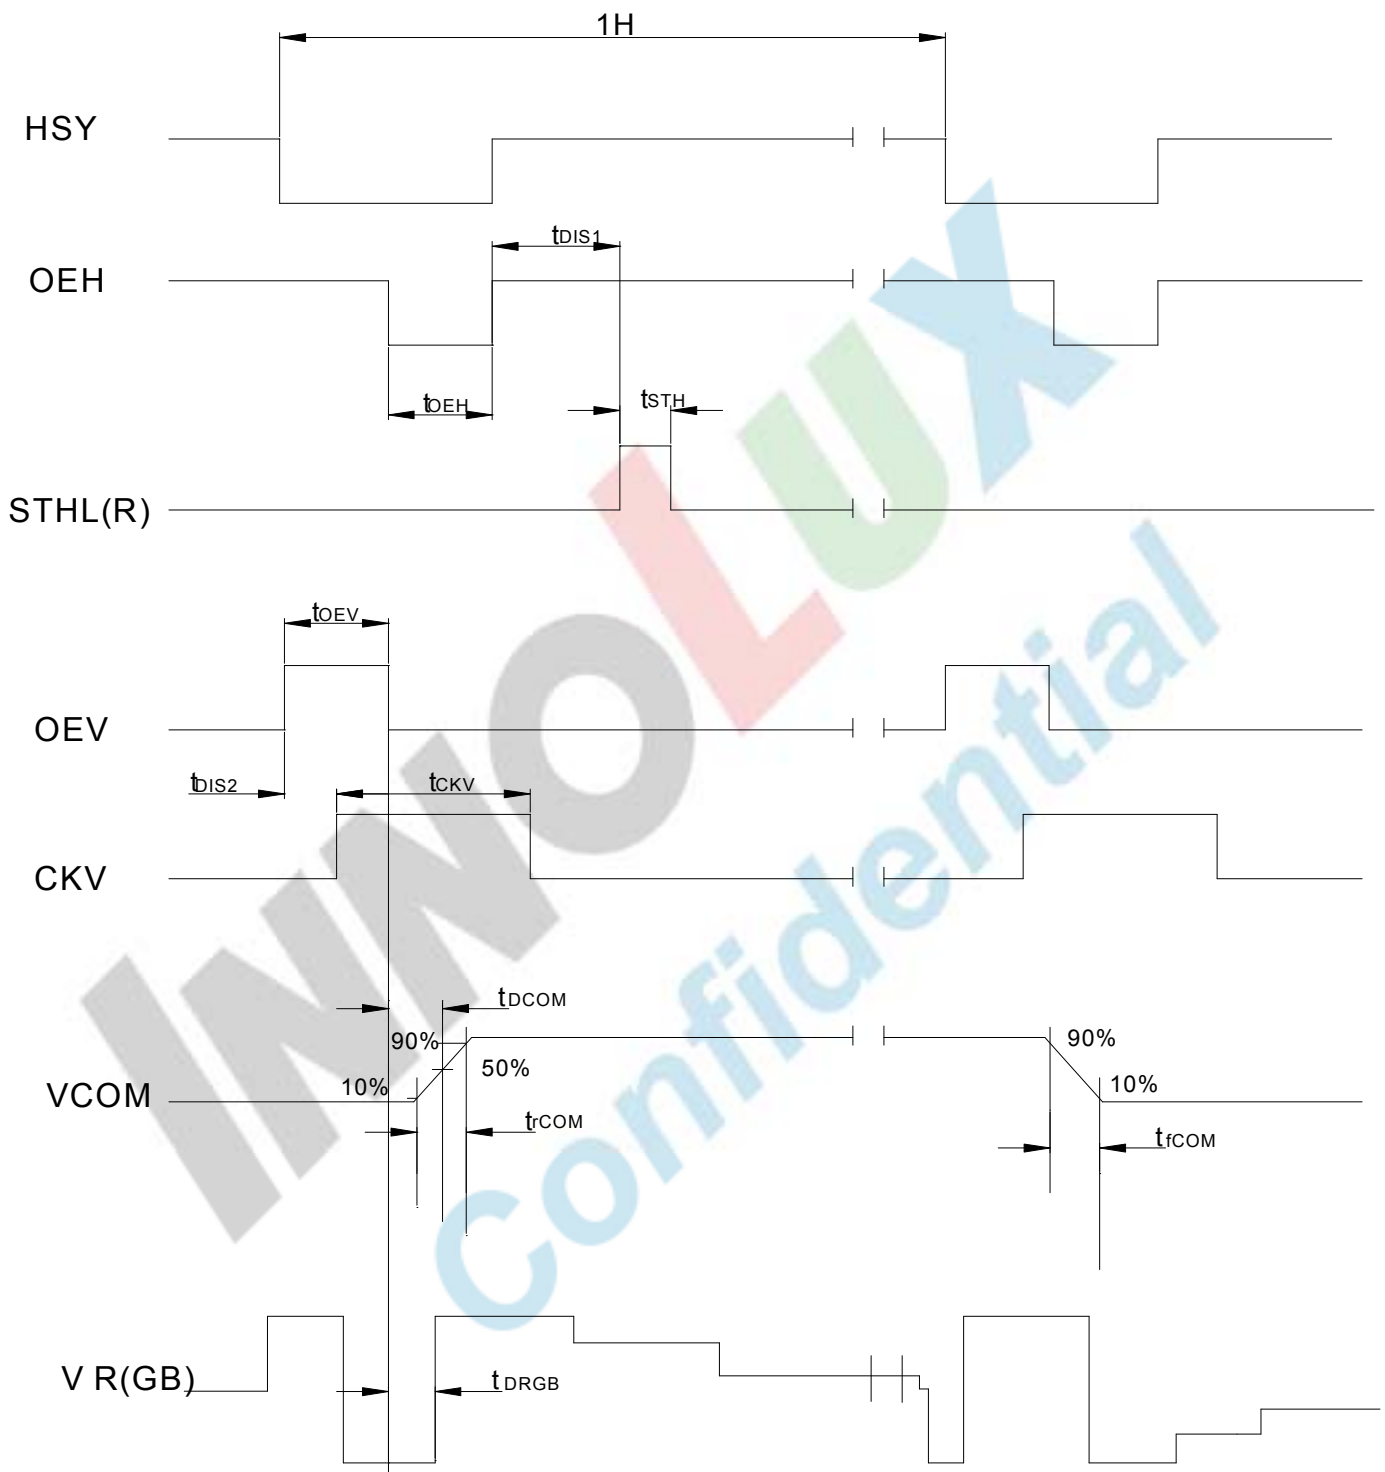 1H
HSY
tDIS1
OEH
tOEH
tSTH
STHL(R)
tOEV
OEV
tDIS2
tCKV
CKV
tDCOM
90%
90%
50%
10%
10%
VCOM
trCOM
tfCOM
V R(GB)
tDRGB
INNOLUX
Confidential